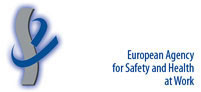 European Agency
for Safety and Health
at Work